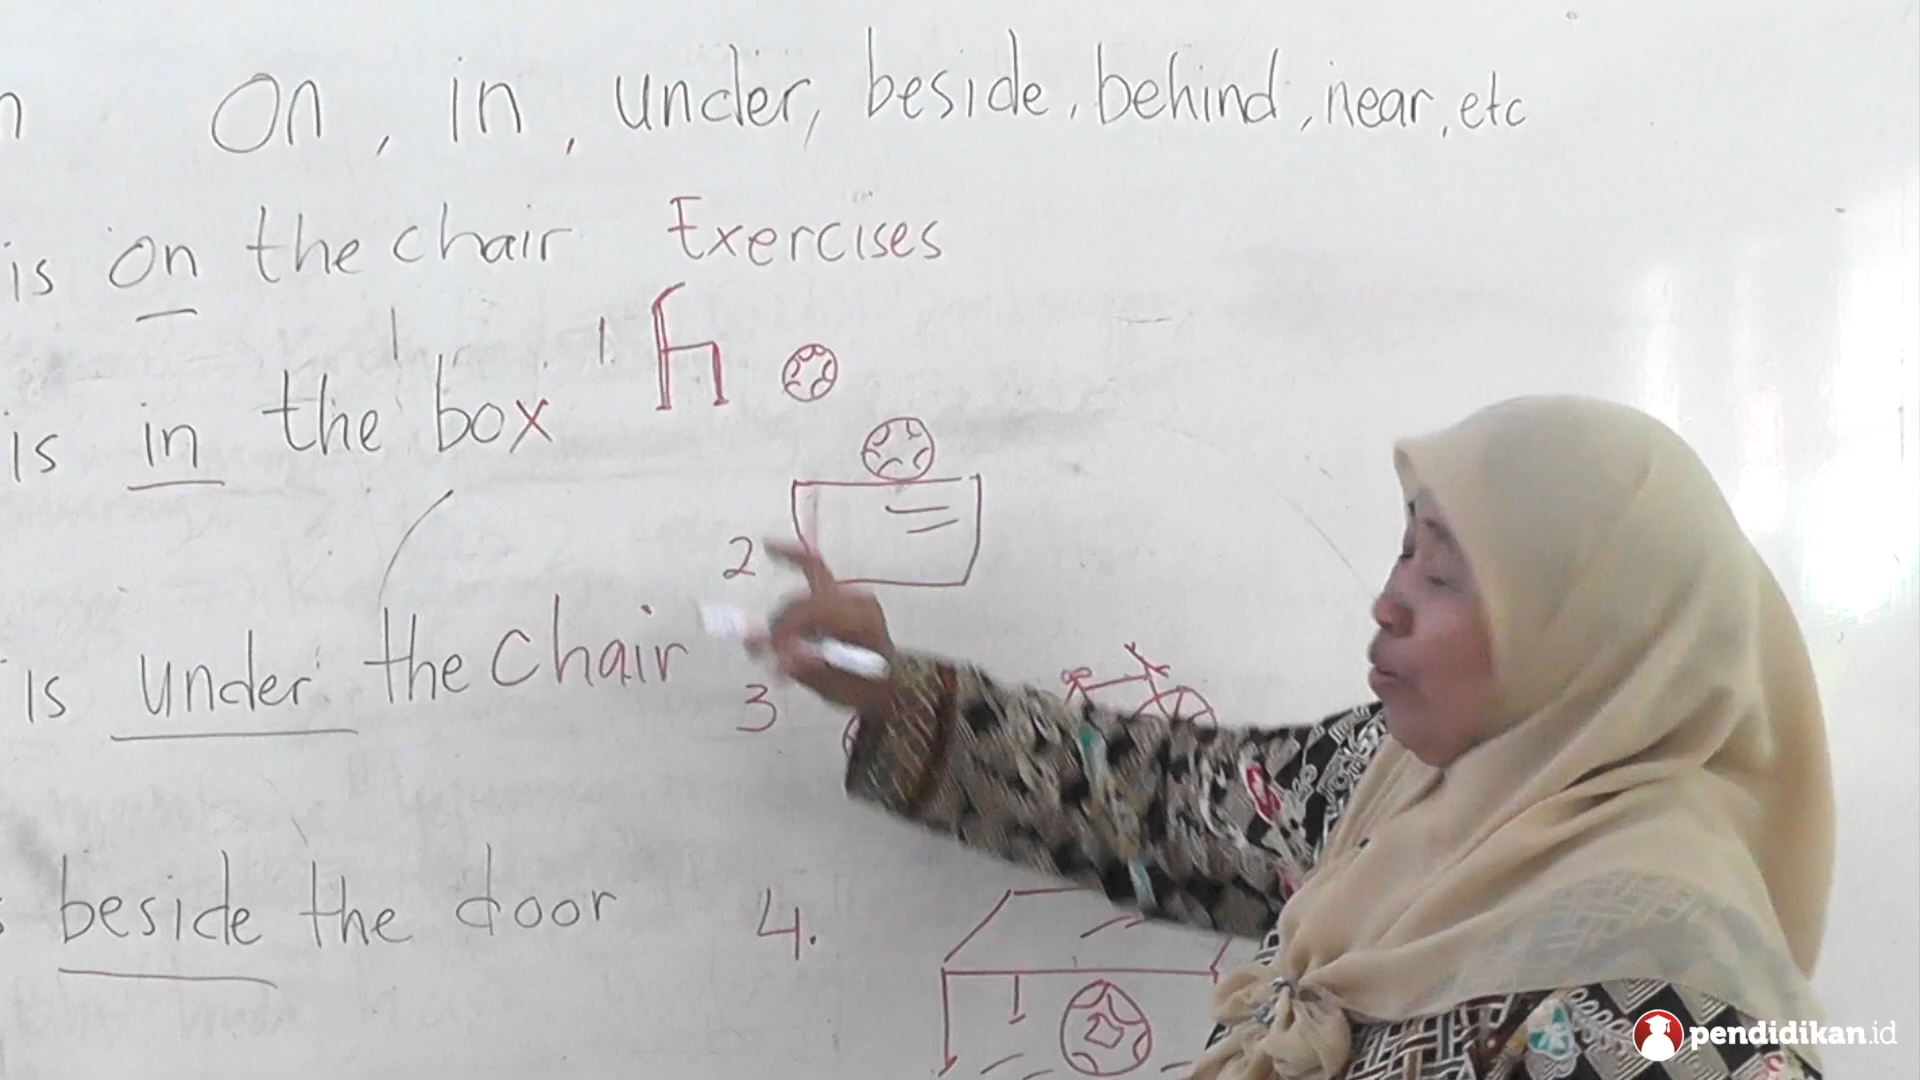 On, in, under, beside, behind, near, etc
is on the chair
Exercises
is in the box
1.
2
is under the chair
3
beside the door
4.
pendidikan.id